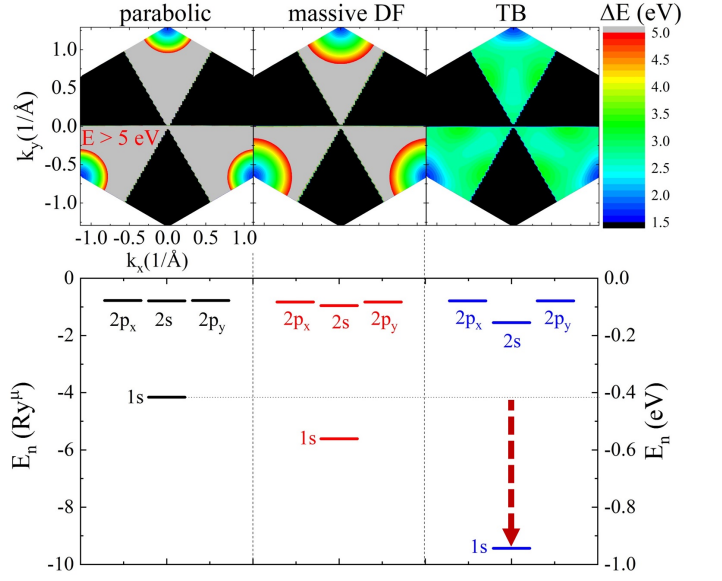 parabolic massive DF TB ΔE (eV)
1.0 5.0
0.5 4.5
4.0
0.0 3.5
E > 5 eV
-0.5 3.0
2.5
-1.0 2.0
1.5
k_y(1/Å)
-1.0 -0.5 0.0 0.5 1.0
k_x(1/Å)
0 0.0
2p_x 2s 2p_y 2p_x 2s 2p_y 2p_x 2s 2p_y
-2 -0.2
-4 1s -0.4
1s
-6 -0.6
-8 -0.8
1s
-10 -1.0
E_n (Ry^μ)
E_n (eV)